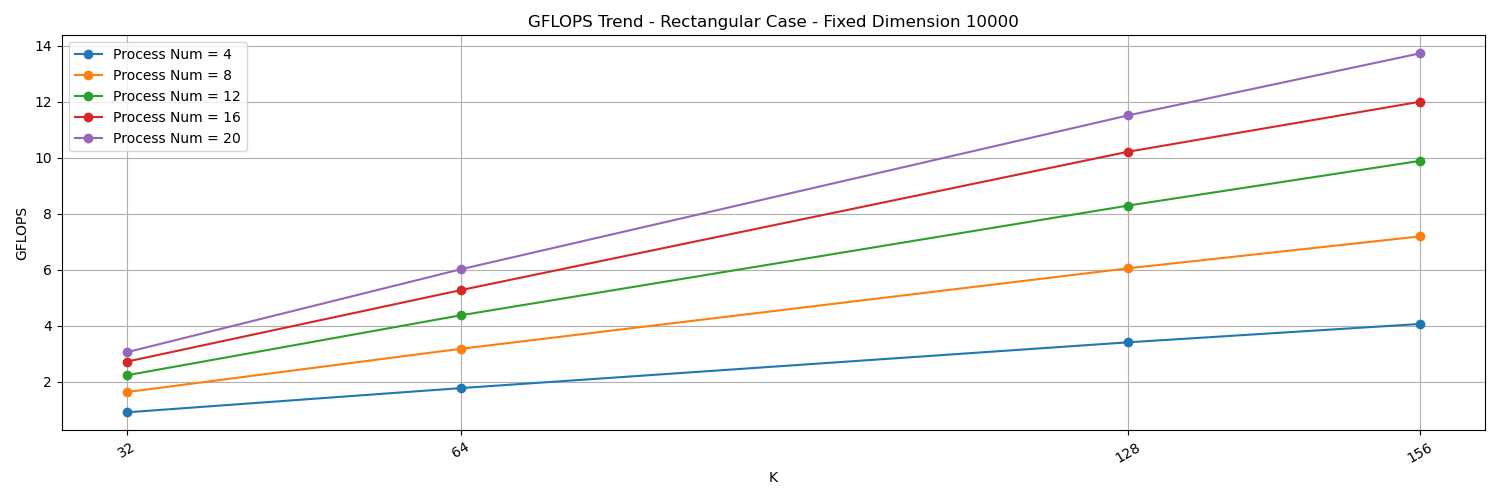 GFLOPS Trend - Rectangular Case - Fixed Dimension 10000
14
12
10
8
6
4
2
GFLOPS
Process Num = 4
Process Num = 8
Process Num = 12
Process Num = 16
Process Num = 20
32
64
128
156
K